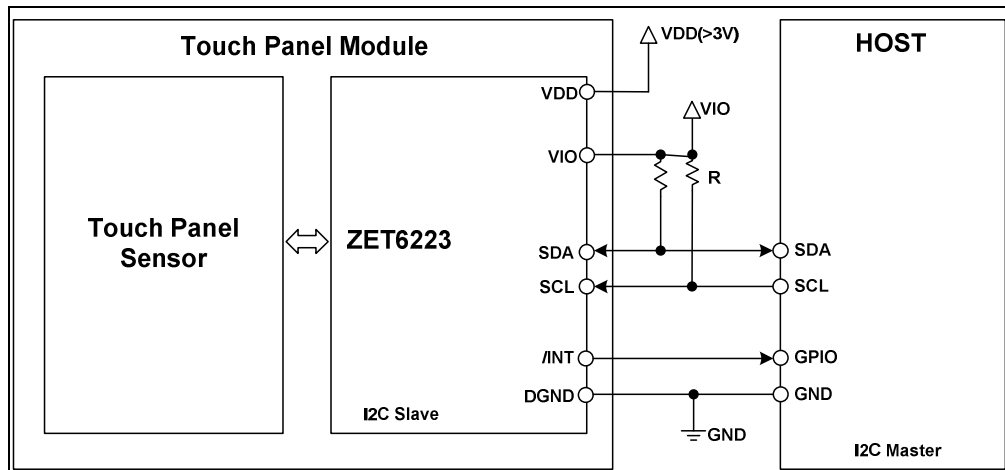 Touch Panel Module
Touch Panel
Sensor
ZET6223
I2C Slave
VDD
VIO
SDA
SCL
/INT
DGND
VDD(>3V)
VIO
R
GND
HOST
SDA
SCL
GPIO
GND
I2C Master